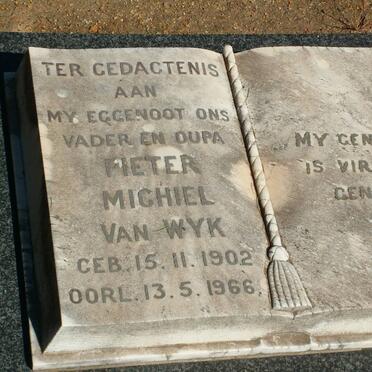 TER GEDACTENIS
AAN
MY EGGENOOT ONS
VADER EN OUPA
PIETER
MICHIEL
VAN WYK
GEB. 15. 11. 1902
OORL. 13. 5. 1966.
MY GEN
IS VIR
GEN